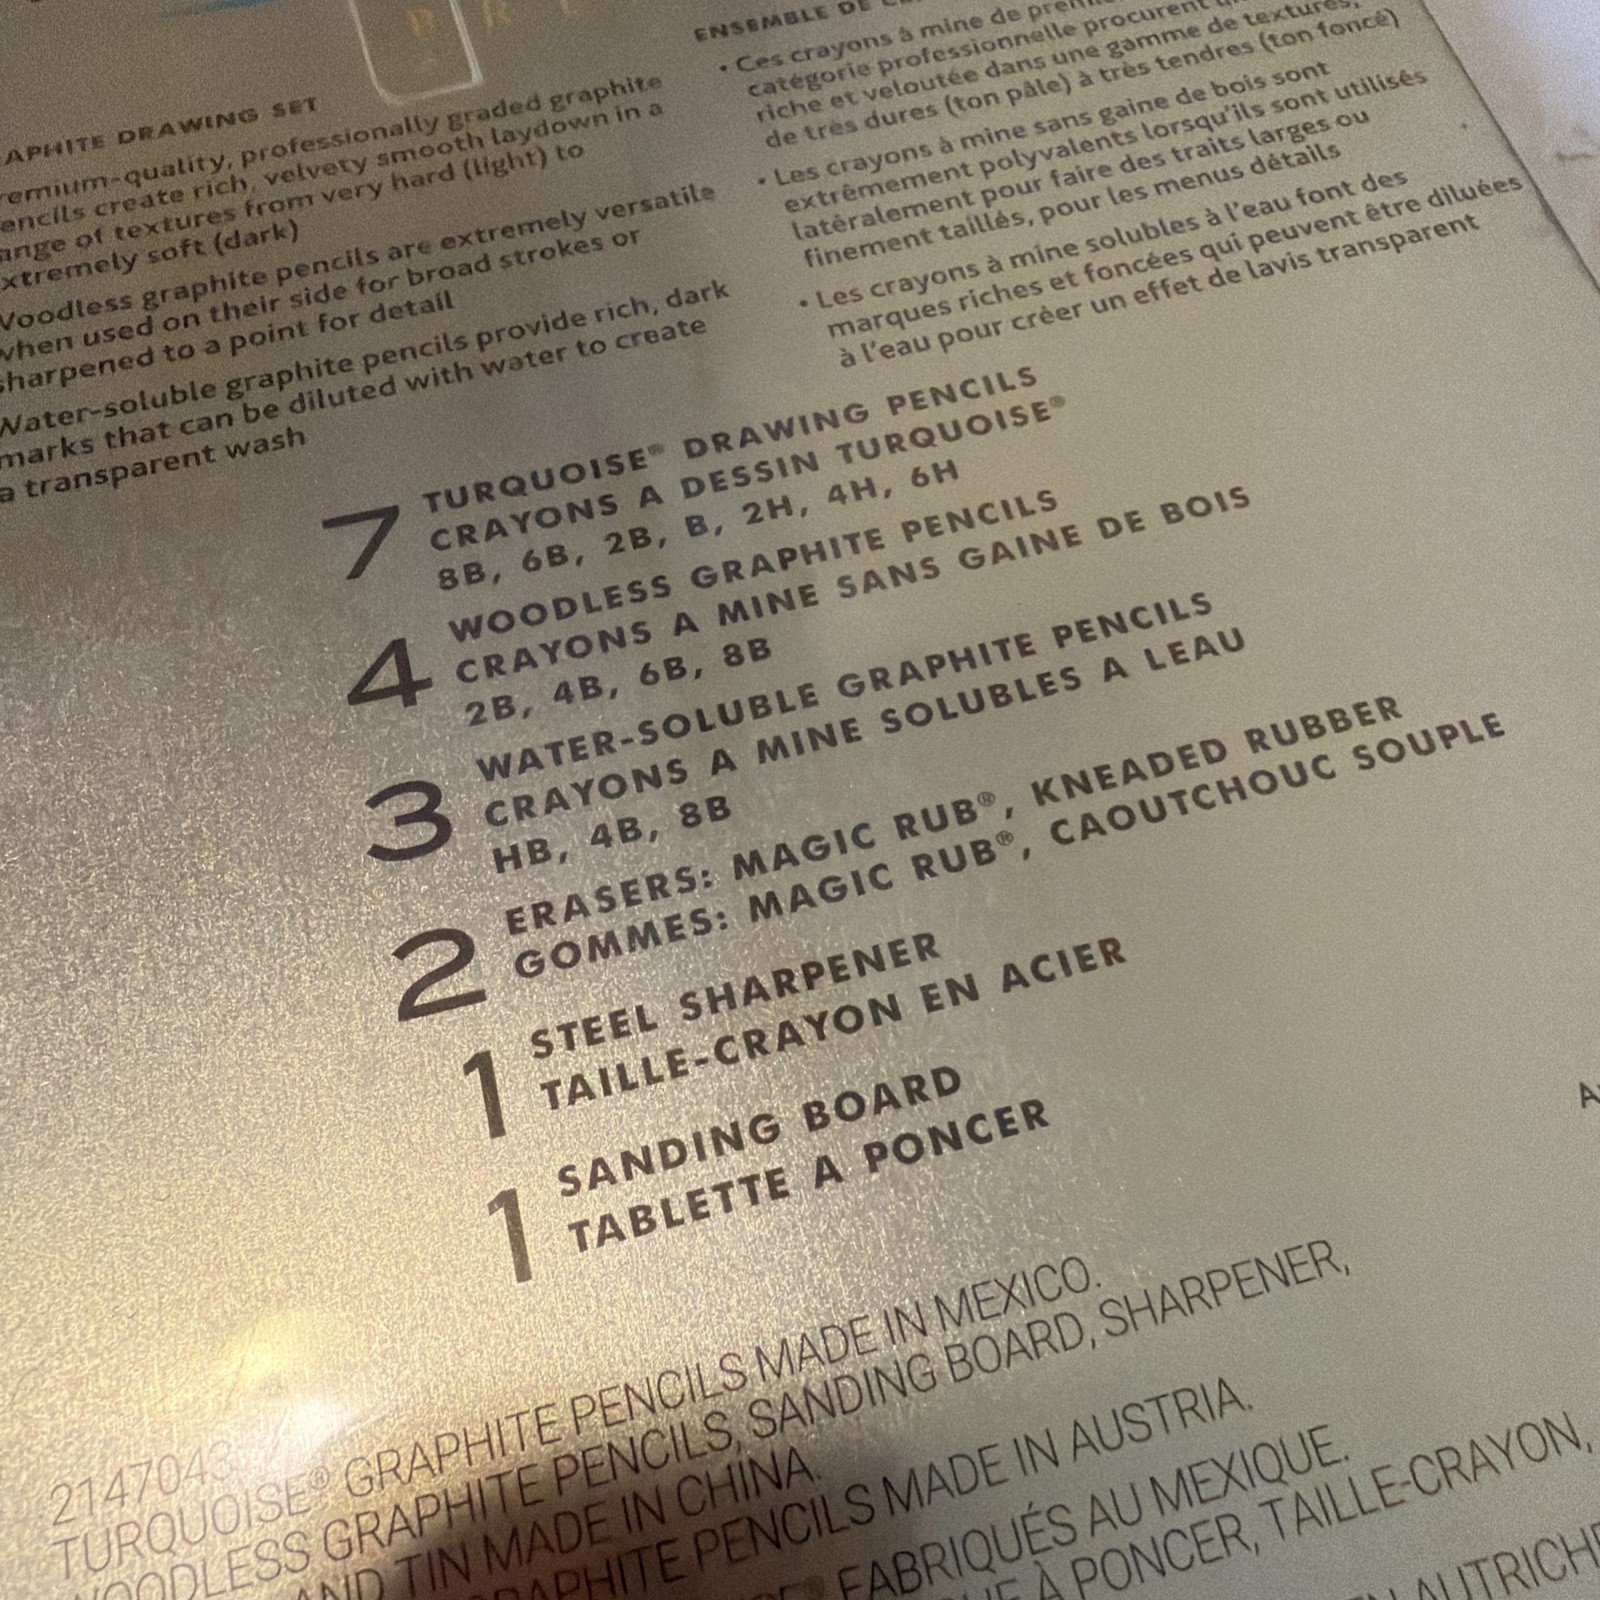 APHITE DRAWING SET
remium-quality, professionally graded graphite
encils create rich, velvety smooth laydown in a
ange of textures from very hard (light) to
xtremely soft (dark)
Woodless graphite pencils are extremely versatile
when used on their side for broad strokes or
sharpened to a point for detail
Water-soluble graphite pencils provide rich, dark
marks that can be diluted with water to create
a transparent wash
ENSEMBLE DE
• Ces crayons à mine de
catégorie professionnelle procurent
riche et veloutée dans une gamme de textures,
de très dures (ton pâle) à très tendres (ton foncé)
• Les crayons à mine sans gaine de bois sont
extrêmement polyvalents lorsqu'ils sont utilisés
latéralement pour faire des traits larges ou
finement taillés, pour les menus détails
• Les crayons à mine solubles à l'eau font des
marques riches et foncées qui peuvent être diluées
à l'eau pour créer un effet de lavis transparent
7 TURQUOISE® DRAWING PENCILS
CRAYONS A DESSIN TURQUOISE®
8B, 6B, 2B, B, 2H, 4H, 6H
4 WOODLESS GRAPHITE PENCILS
CRAYONS A MINE SANS GAINE DE BOIS
2B, 4B, 6B, 8B
3 WATER-SOLUBLE GRAPHITE PENCILS
CRAYONS A MINE SOLUBLES A LEAU
HB, 4B, 8B
2 ERASERS: MAGIC RUB®, KNEADED RUBBER
GOMMES: MAGIC RUB®, CAOUTCHOUC SOUPLE
1 STEEL SHARPENER
TAILLE-CRAYON EN ACIER
1 SANDING BOARD
TABLETTE A PONCER
2147043
TURQUOISE® GRAPHITE PENCILS MADE IN MEXICO.
WOODLESS GRAPHITE PENCILS, SANDING BOARD, SHARPENER,
AND TIN MADE IN CHINA.
GRAPHITE PENCILS MADE IN AUSTRIA.
FABRIQUÉS AU MEXIQUE.
À PONCER, TAILLE-CRAYON,
AUTRICHE